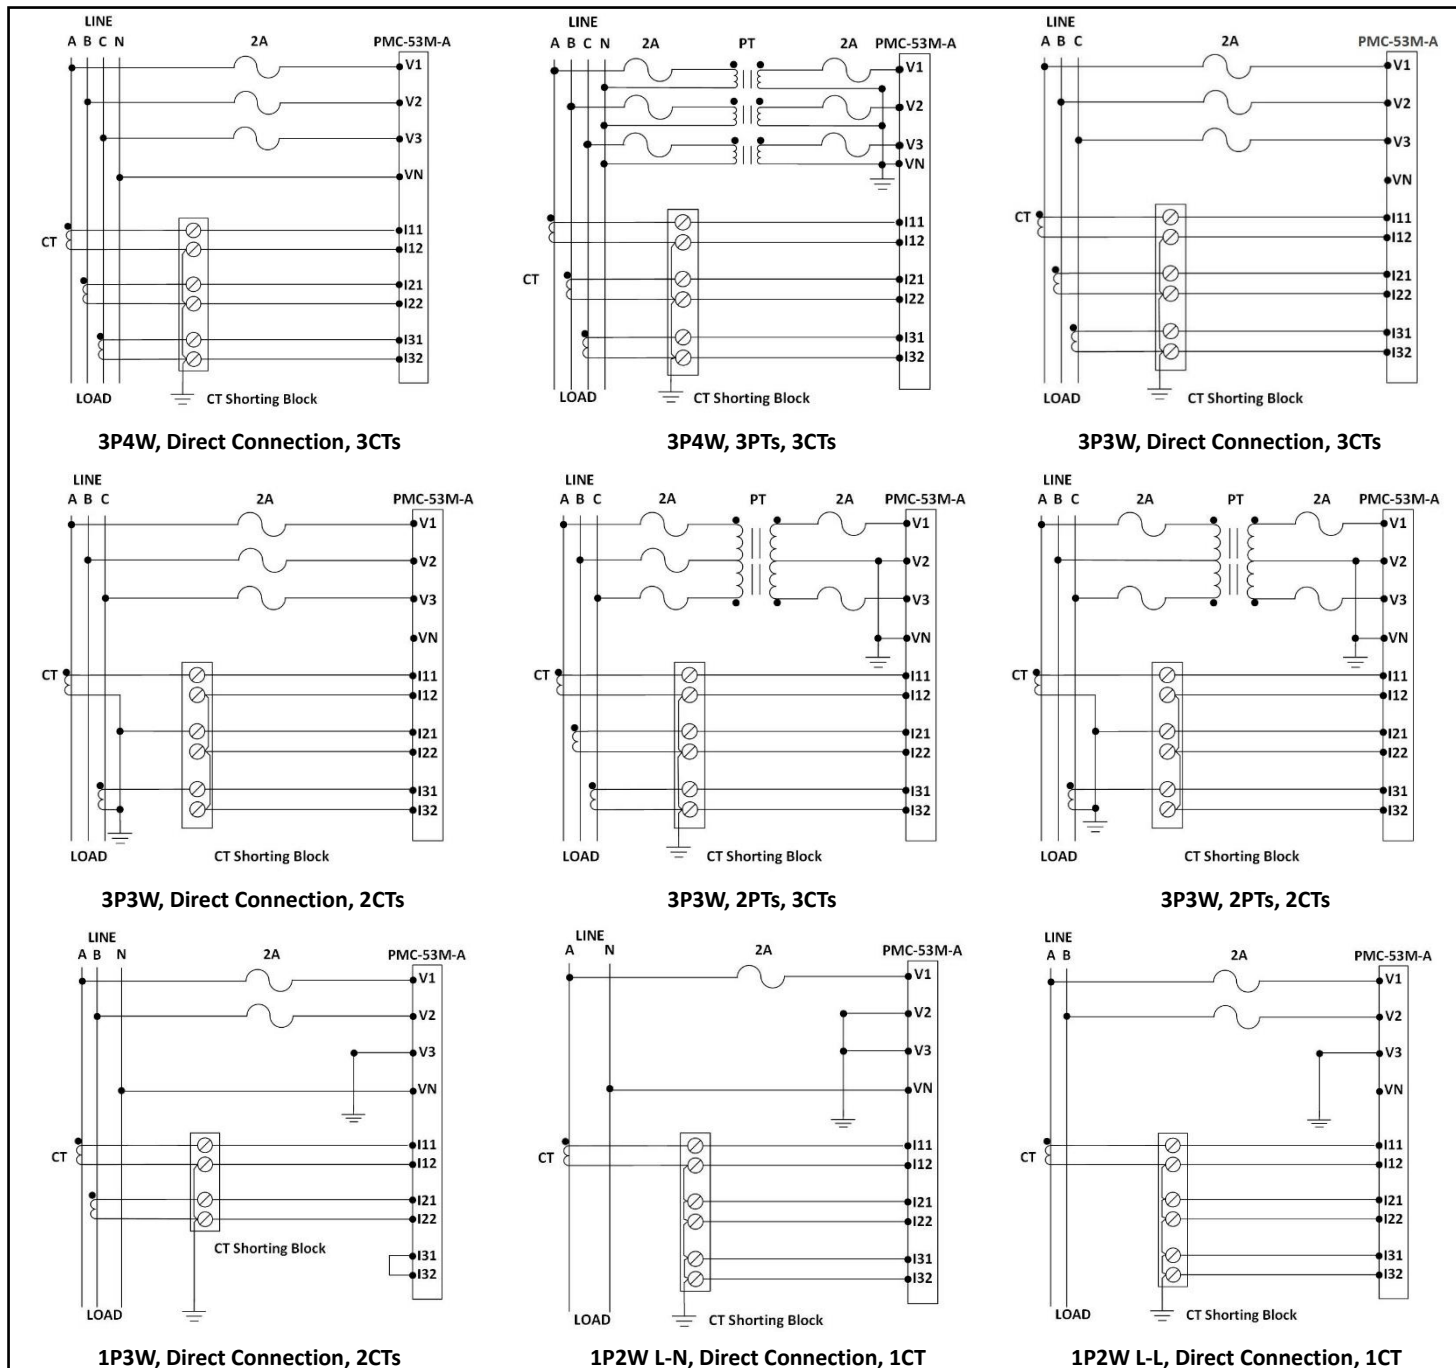 LINE
A B C N 2A PMC-53M-A
V1
V2
V3
VN
CT
I11
I12
I21
I22
I31
I32
LOAD CT Shorting Block
3P4W, Direct Connection, 3CTs
LINE
A B C N 2A PT 2A PMC-53M-A
V1
V2
V3
VN
I11
I12
CT I21
I22
I31
I32
LOAD CT Shorting Block
3P4W, 3PTs, 3CTs
LINE
A B C 2A PMC-53M-A
V1
V2
V3
VN
CT I11
I12
I21
I22
I31
I32
LOAD CT Shorting Block
3P3W, Direct Connection, 3CTs
LINE
A B C 2A PMC-53M-A
V1
V2
V3
VN
CT I11
I12
I21
I22
I31
I32
LOAD CT Shorting Block
3P3W, Direct Connection, 2CTs
LINE
A B C 2A PT 2A PMC-53M-A
V1
V2
V3
VN
CT I11
I12
I21
I22
I31
I32
LOAD CT Shorting Block
3P3W, 2PTs, 3CTs
LINE
A B C 2A PT 2A PMC-53M-A
V1
V2
V3
VN
CT I11
I12
I21
I22
I31
I32
LOAD CT Shorting Block
3P3W, 2PTs, 2CTs
LINE
A B N 2A PMC-53M-A
V1
V2
V3
VN
I11
CT I12
I21
I22
CT Shorting Block
I31
I32
LOAD
1P3W, Direct Connection, 2CTs
LINE
A N 2A PMC-53M-A
V1
V2
V3
VN
I11
CT I12
I21
I22
I31
I32
LOAD CT Shorting Block
1P2W L-N, Direct Connection, 1CT
LINE
A B 2A PMC-53M-A
V1
V2
V3
VN
I11
CT I12
I21
I22
I31
I32
LOAD CT Shorting Block
1P2W L-L, Direct Connection, 1CT